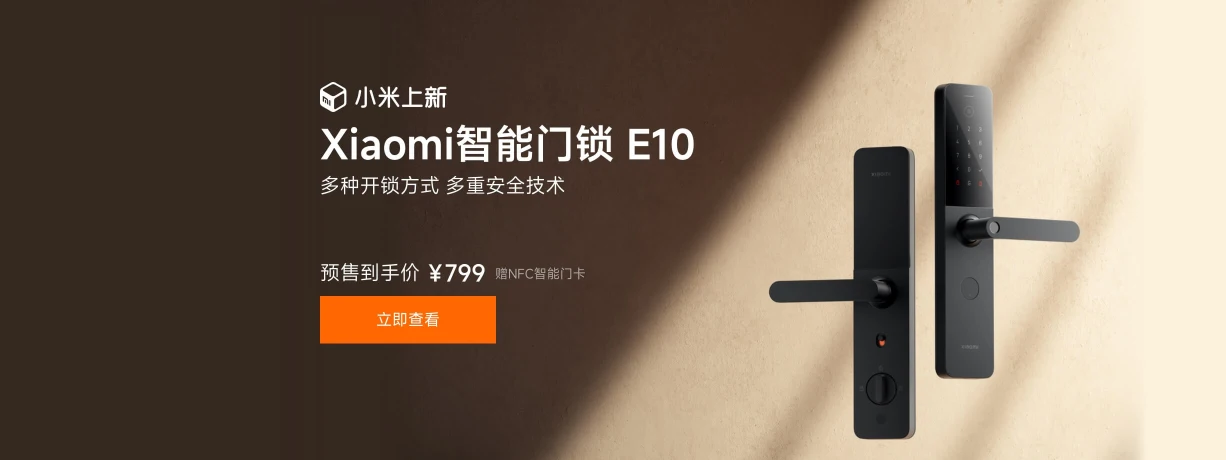 小米上新
Xiaomi智能门锁 E10
多种开锁方式 多重安全技术
预售到手价 ¥799 赠NFC智能门卡
立即查看
XIAOMI
XIAOMI